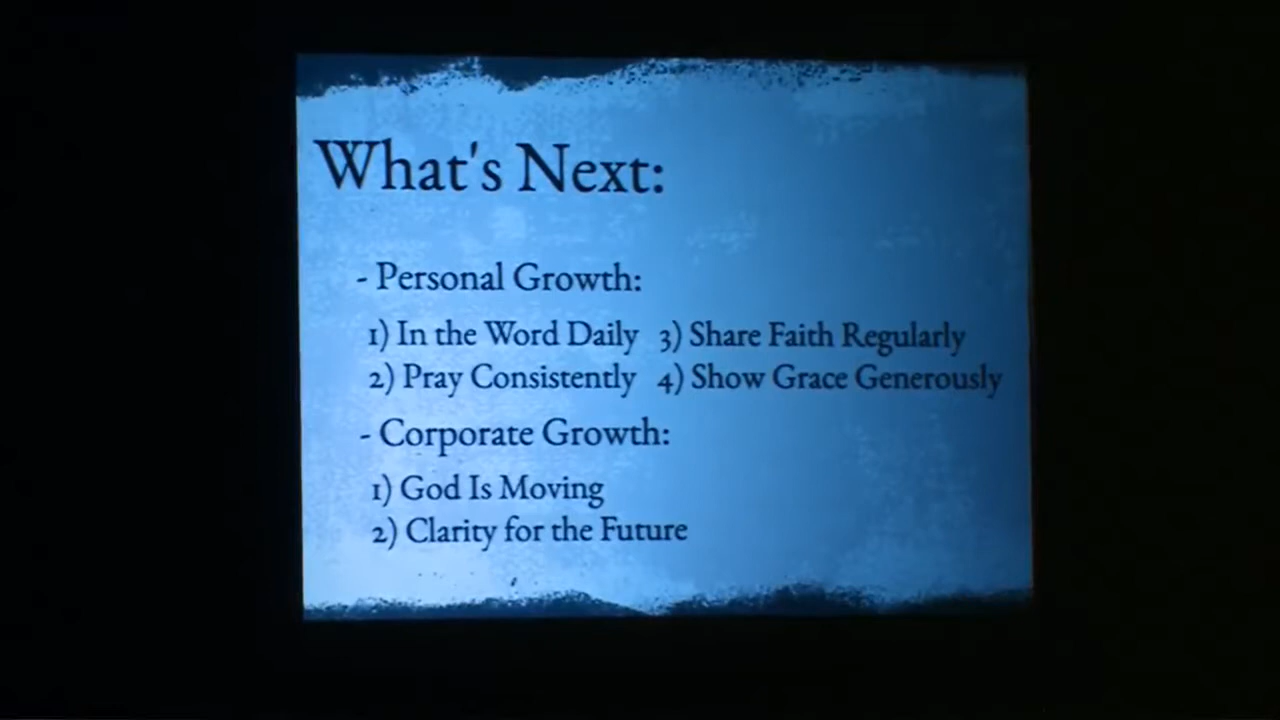 What's Next:
- Personal Growth:
1) In the Word Daily 3) Share Faith Regularly
2) Pray Consistently 4) Show Grace Generously
- Corporate Growth:
1) God Is Moving
2) Clarity for the Future